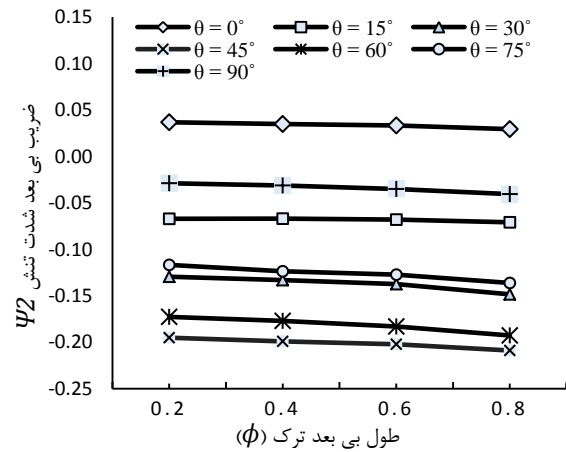 θ = 0˚ θ = 15˚ θ = 30˚
θ = 45˚ θ = 60˚ θ = 75˚
θ = 90˚
0.15
0.10
0.05
0.00
-0.05
-0.10
-0.15
-0.20
-0.25
ضریب بی بعد شدت تنش Ψ2
0.2 0.4 0.6 0.8
طول بی بعد ترک (ϕ)